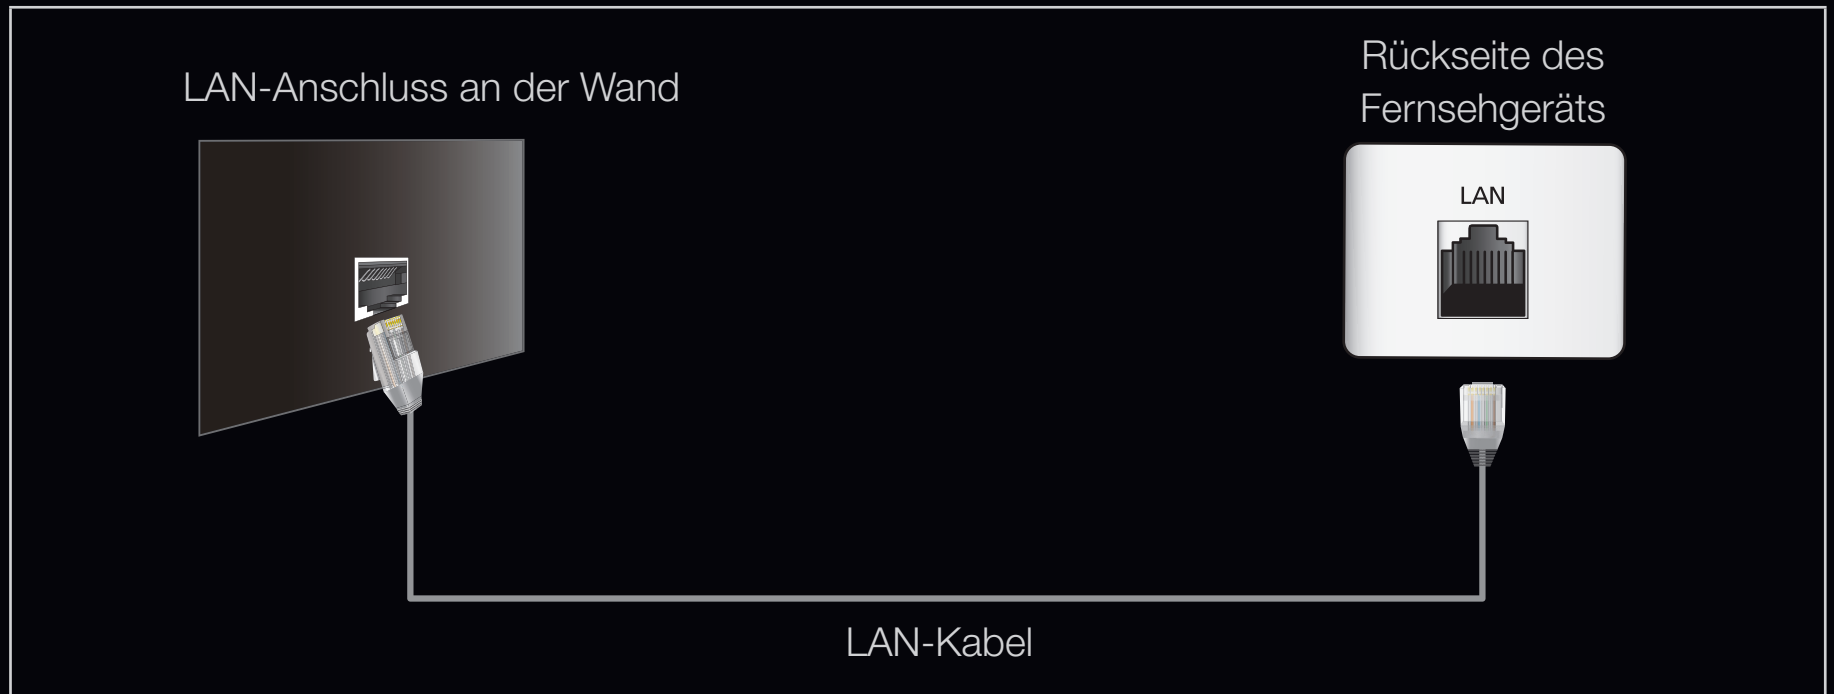 LAN-Anschluss an der Wand
Rückseite des
Fernsehgeräts
LAN
LAN-Kabel